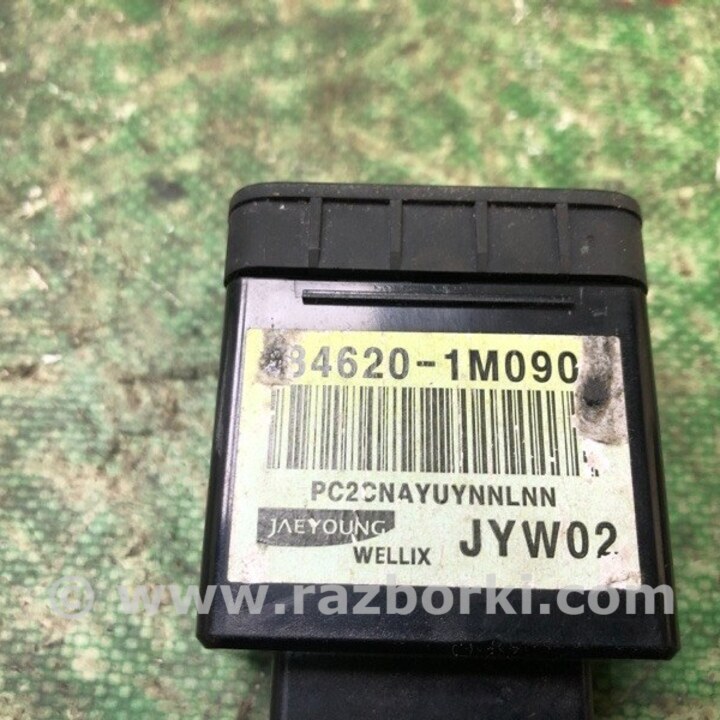 84620-1M090
PC2CNAYUYNNLNN
JAEYOUNG
WELLIX JYW02
© www.razborki.com